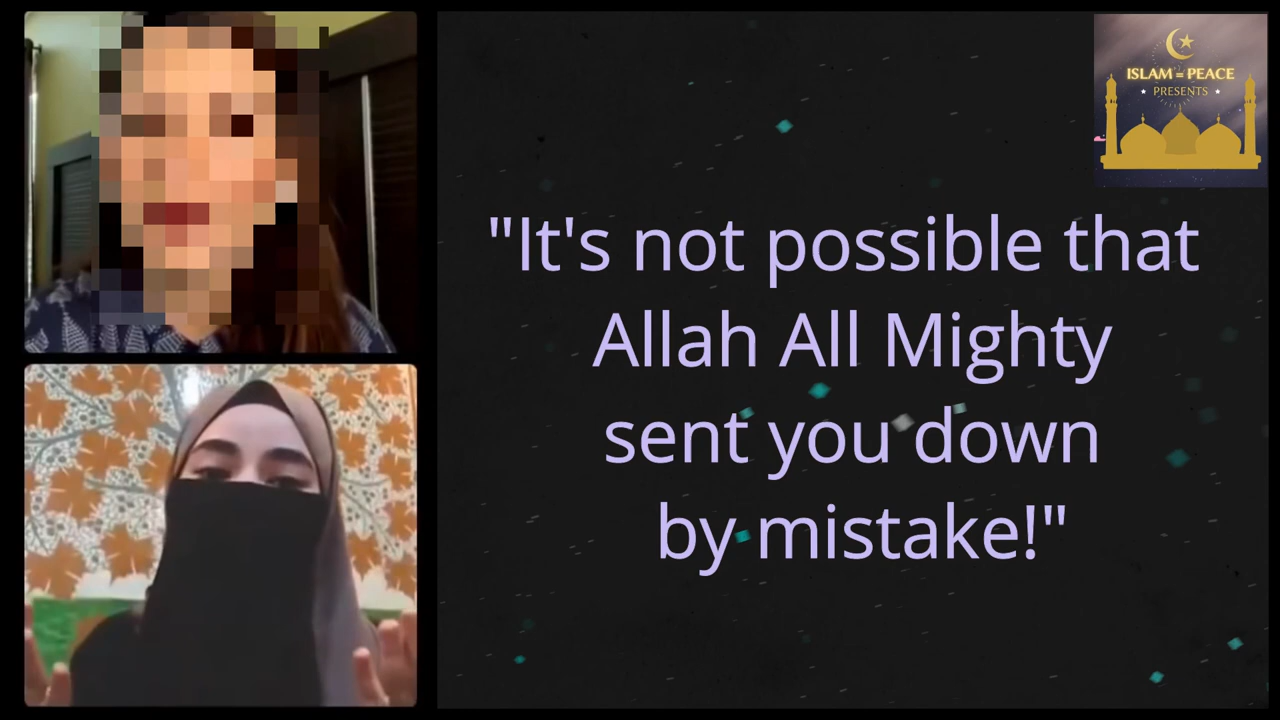 ISLAM = PEACE
★ PRESENTS ★
"It's not possible that
Allah All Mighty
sent you down
by mistake!"